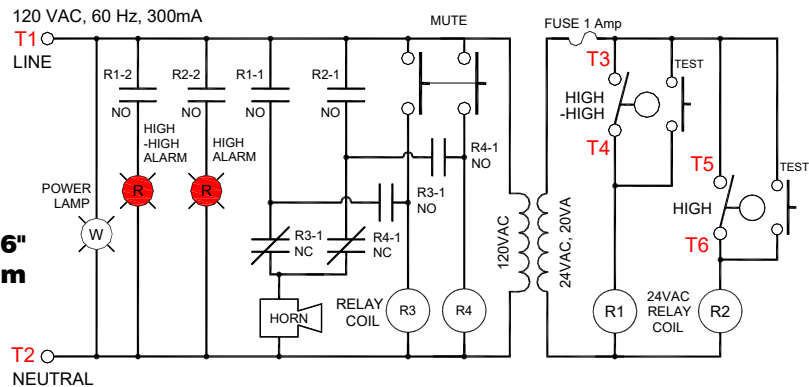 120 VAC, 60 Hz, 300mA
T1
LINE
MUTE
FUSE 1 Amp
R1-2
NO
R2-2
NO
R1-1
NO
R2-1
NO
HIGH
-HIGH
ALARM
HIGH
ALARM
R
R
POWER
LAMP
W
6"
m
R4-1
NO
R3-1
NO
R3-1
NC
R4-1
NC
HORN
RELAY
COIL
R3
R4
120VAC
24VAC, 20VA
T3
HIGH
-HIGH
T4
TEST
T5
HIGH
T6
TEST
R1
24VAC
RELAY
COIL
R2
T2
NEUTRAL